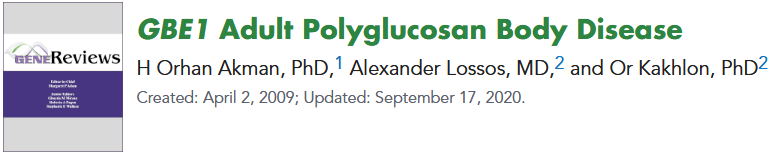 GENEReviews
GBE1 Adult Polyglucosan Body Disease
H Orhan Akman, PhD,1 Alexander Lossos, MD,2 and Or Kakhlon, PhD2
Created: April 2, 2009; Updated: September 17, 2020.